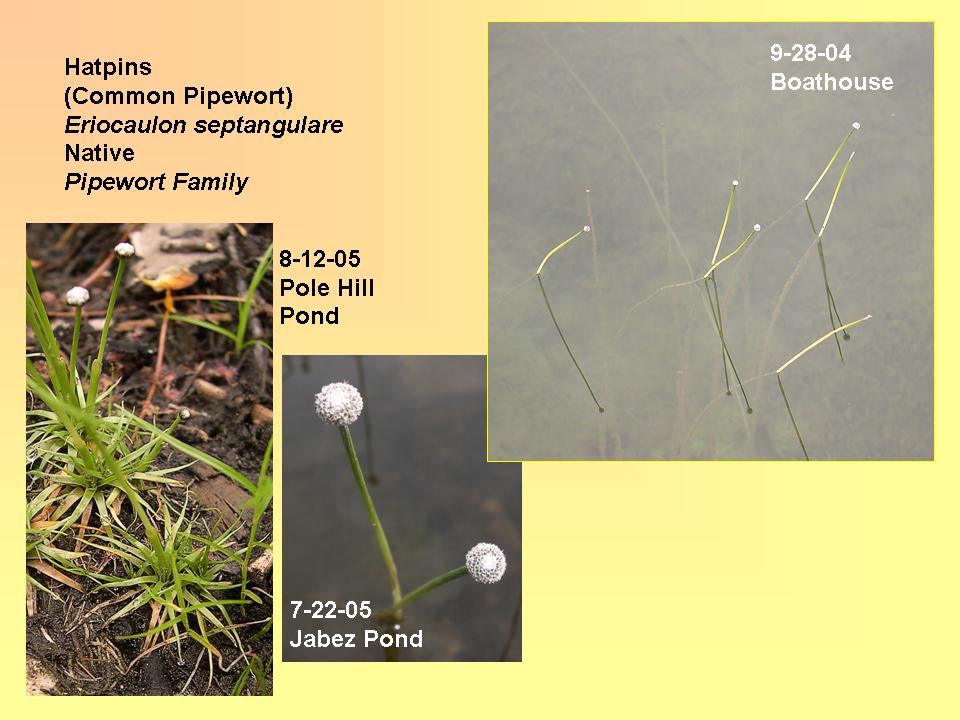 Hatpins
(Common Pipewort)
Eriocaulon septangulare
Native
Pipewort Family
9-28-04
Boathouse
8-12-05
Pole Hill
Pond
7-22-05
Jabez Pond